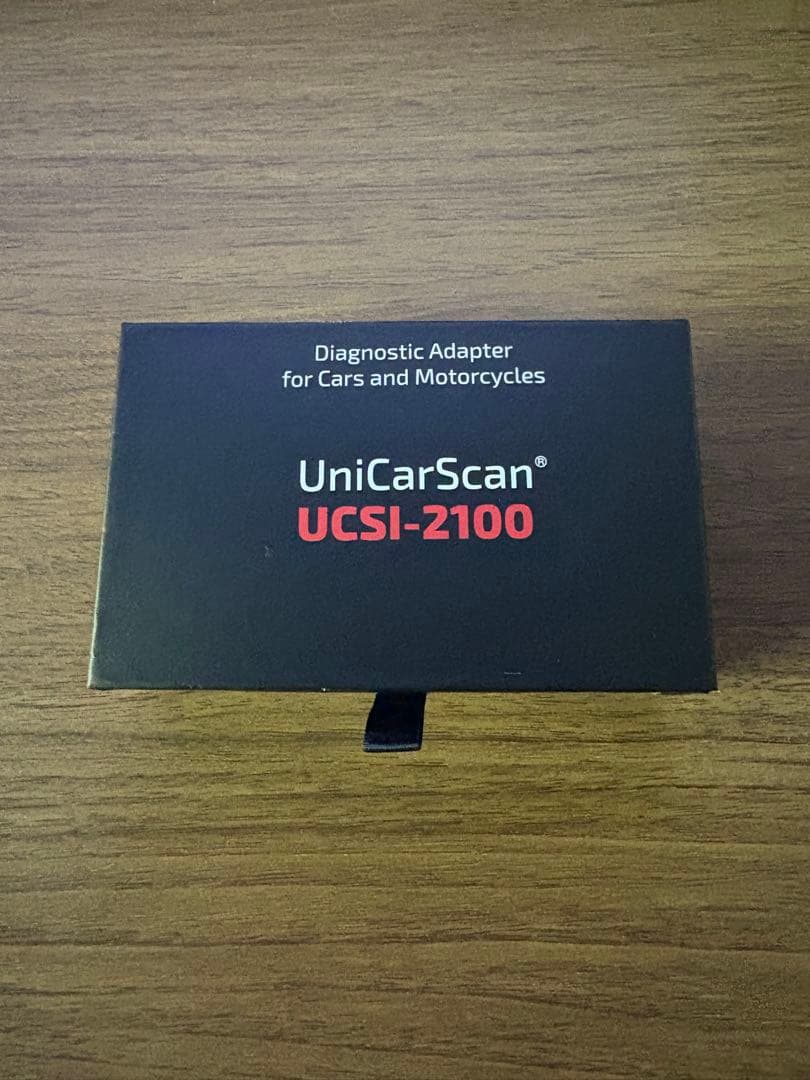 Diagnostic Adapter
for Cars and Motorcycles
UniCarScan®
UCSI-2100